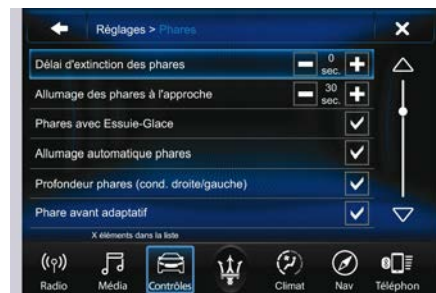 Réglages > Phares
Délai d'extinction des phares
0
sec.
Allumage des phares à l'approche
30
sec.
Phares avec Essuie-Glace
Allumage automatique phares
Profondeur phares (cond. droite/gauche)
Phare avant adaptatif
X éléments dans la liste
Radio Média Contrôles Climat Nav Téléphon